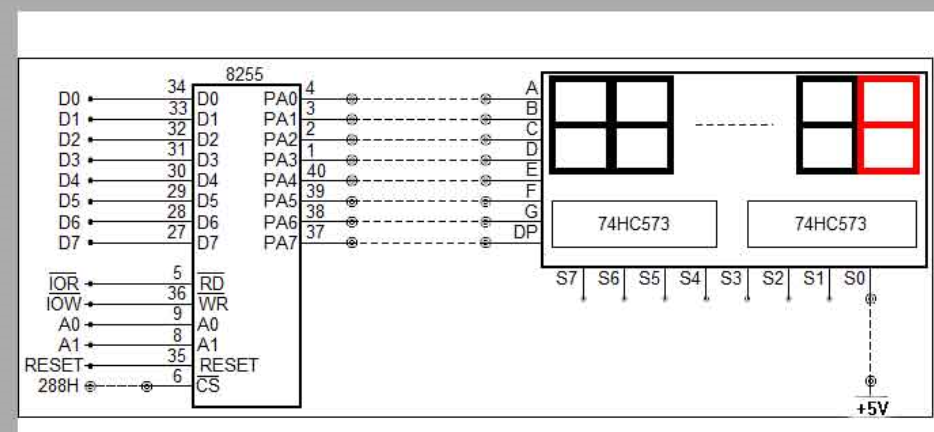 8255
D0 34 D0 PA0 4 A
D1 33 D1 PA1 3 B
D2 32 D2 PA2 2 C
D3 31 D3 PA3 1 D
D4 30 D4 PA4 40 E
D5 29 D5 PA5 39 F
D6 28 D6 PA6 38 G
D7 27 D7 PA7 37 DP
74HC573 74HC573
S7 S6 S5 S4 S3 S2 S1 S0
IOR 5 RD
IOW 36 WR
A0 9 A0
A1 8 A1
RESET 35 RESET
288H 6 CS
+5V